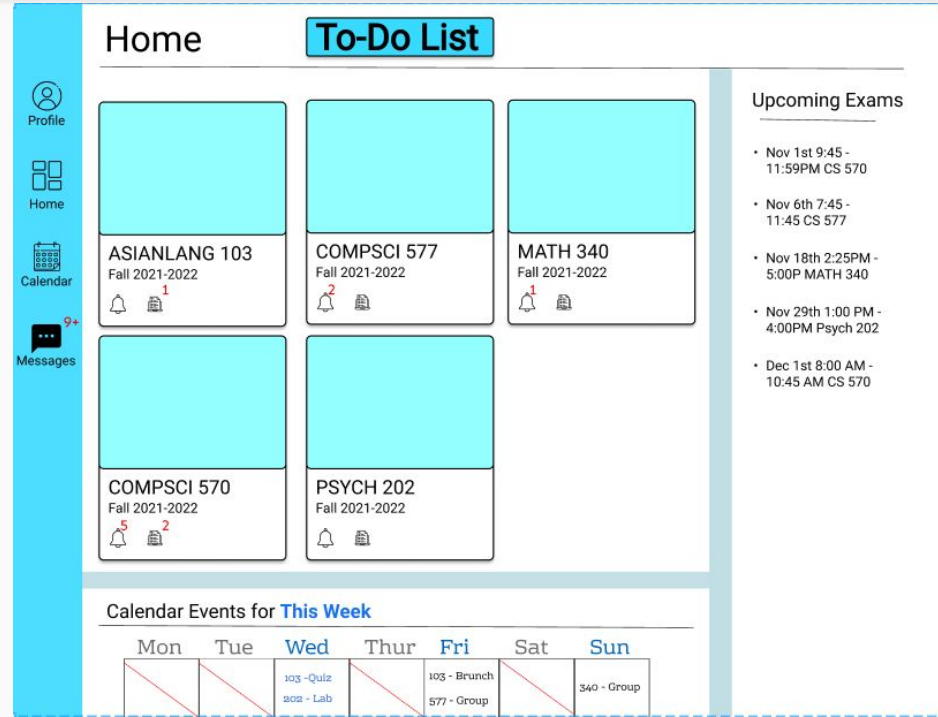 Home
To-Do List
Profile
Home
Calendar
9+
Messages
ASIANLANG 103
Fall 2021-2022
1
COMPSCI 577
Fall 2021-2022
2
MATH 340
Fall 2021-2022
1
COMPSCI 570
Fall 2021-2022
5 2
PSYCH 202
Fall 2021-2022
Upcoming Exams
• Nov 1st 9:45 -
11:59PM CS 570
• Nov 6th 7:45 -
11:45 CS 577
• Nov 18th 2:25PM -
5:00P MATH 340
• Nov 29th 1:00 PM -
4:00PM Psych 202
• Dec 1st 8:00 AM -
10:45 AM CS 570
Calendar Events for This Week
Mon Tue Wed Thur Fri Sat Sun
103 -Quiz
202 - Lab
103 - Brunch
577 - Group
340 - Group